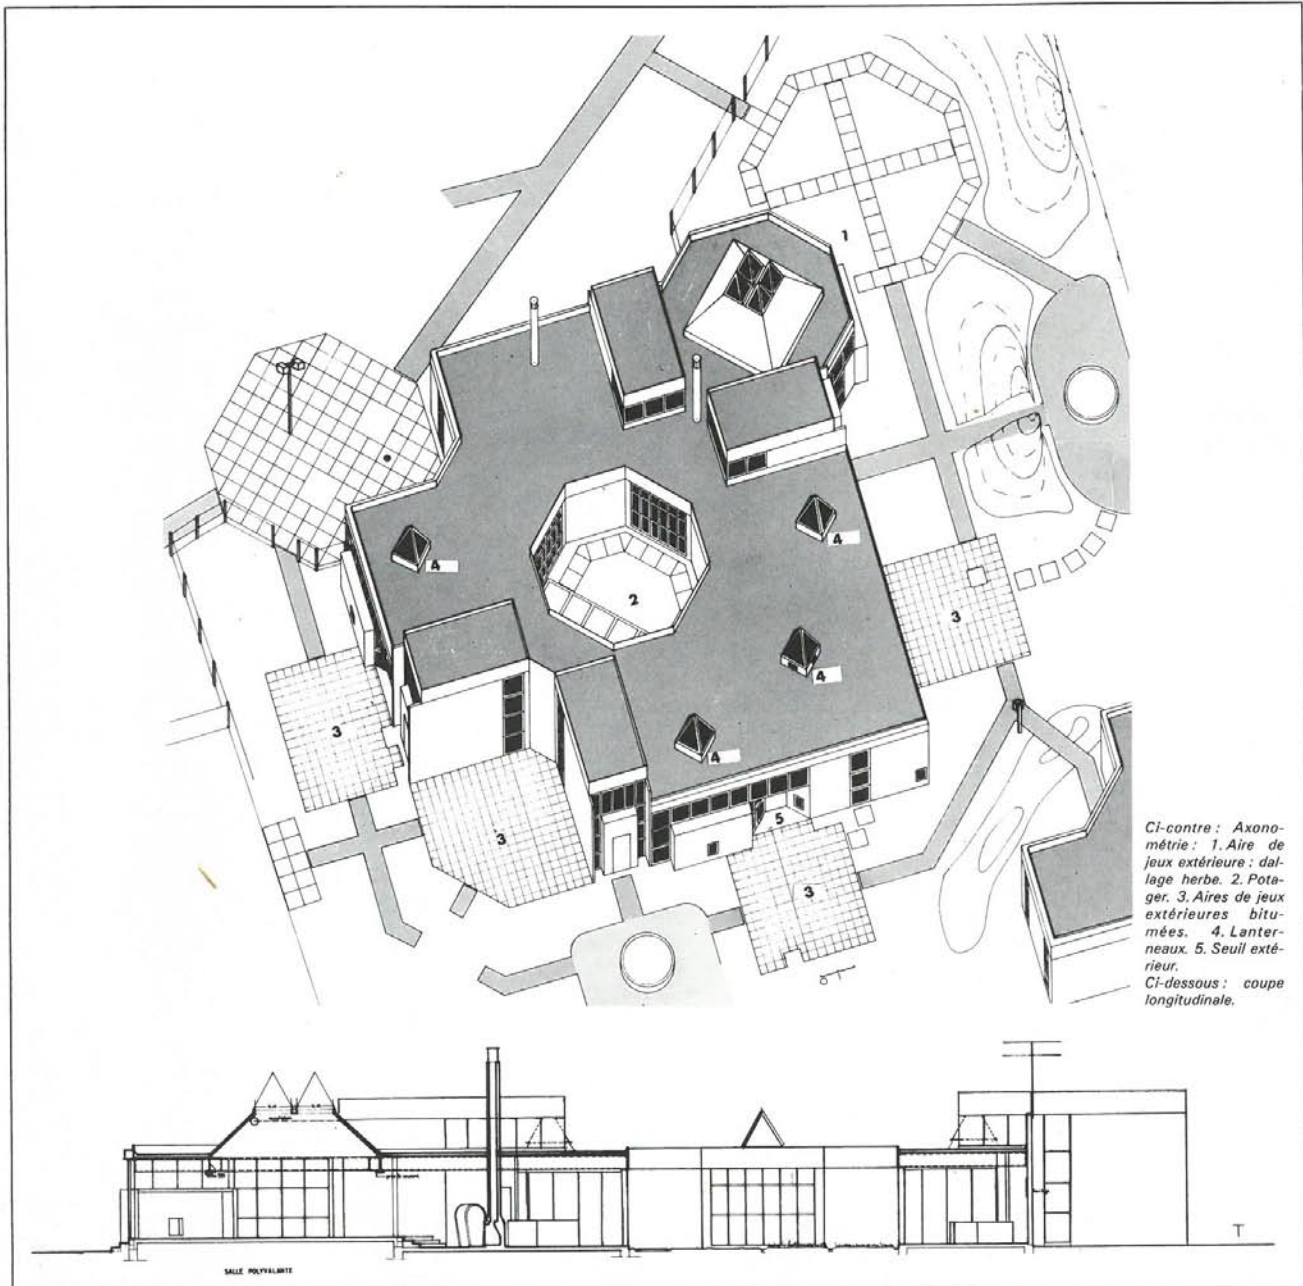 1
4
4
2
3
4
3
4
5
3
3
Ci-contre : Axono-
métrie : 1. Aire de
jeux extérieure : dal-
lage herbe. 2. Pota-
ger. 3. Aires de jeux
extérieures bitu-
mées. 4. Lanter-
neaux. 5. Seuil exté-
rieur.
Ci-dessous : coupe
longitudinale.
SALLE POLYVALANTE